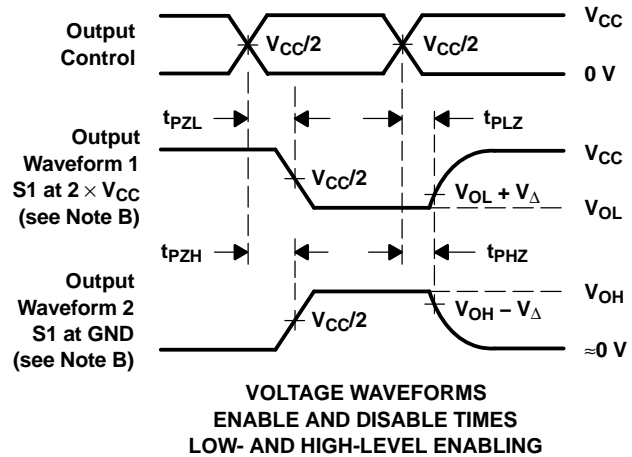 Output
Control
V_CC/2
V_CC/2
V_CC
0 V
t_PZL
t_PLZ
Output
Waveform 1
S1 at 2 × V_CC
(see Note B)
V_CC/2
V_CC
V_OL + V_Δ
V_OL
t_PZH
t_PHZ
Output
Waveform 2
S1 at GND
(see Note B)
V_CC/2
V_OH
V_OH − V_Δ
≈0 V
VOLTAGE WAVEFORMS
ENABLE AND DISABLE TIMES
LOW- AND HIGH-LEVEL ENABLING